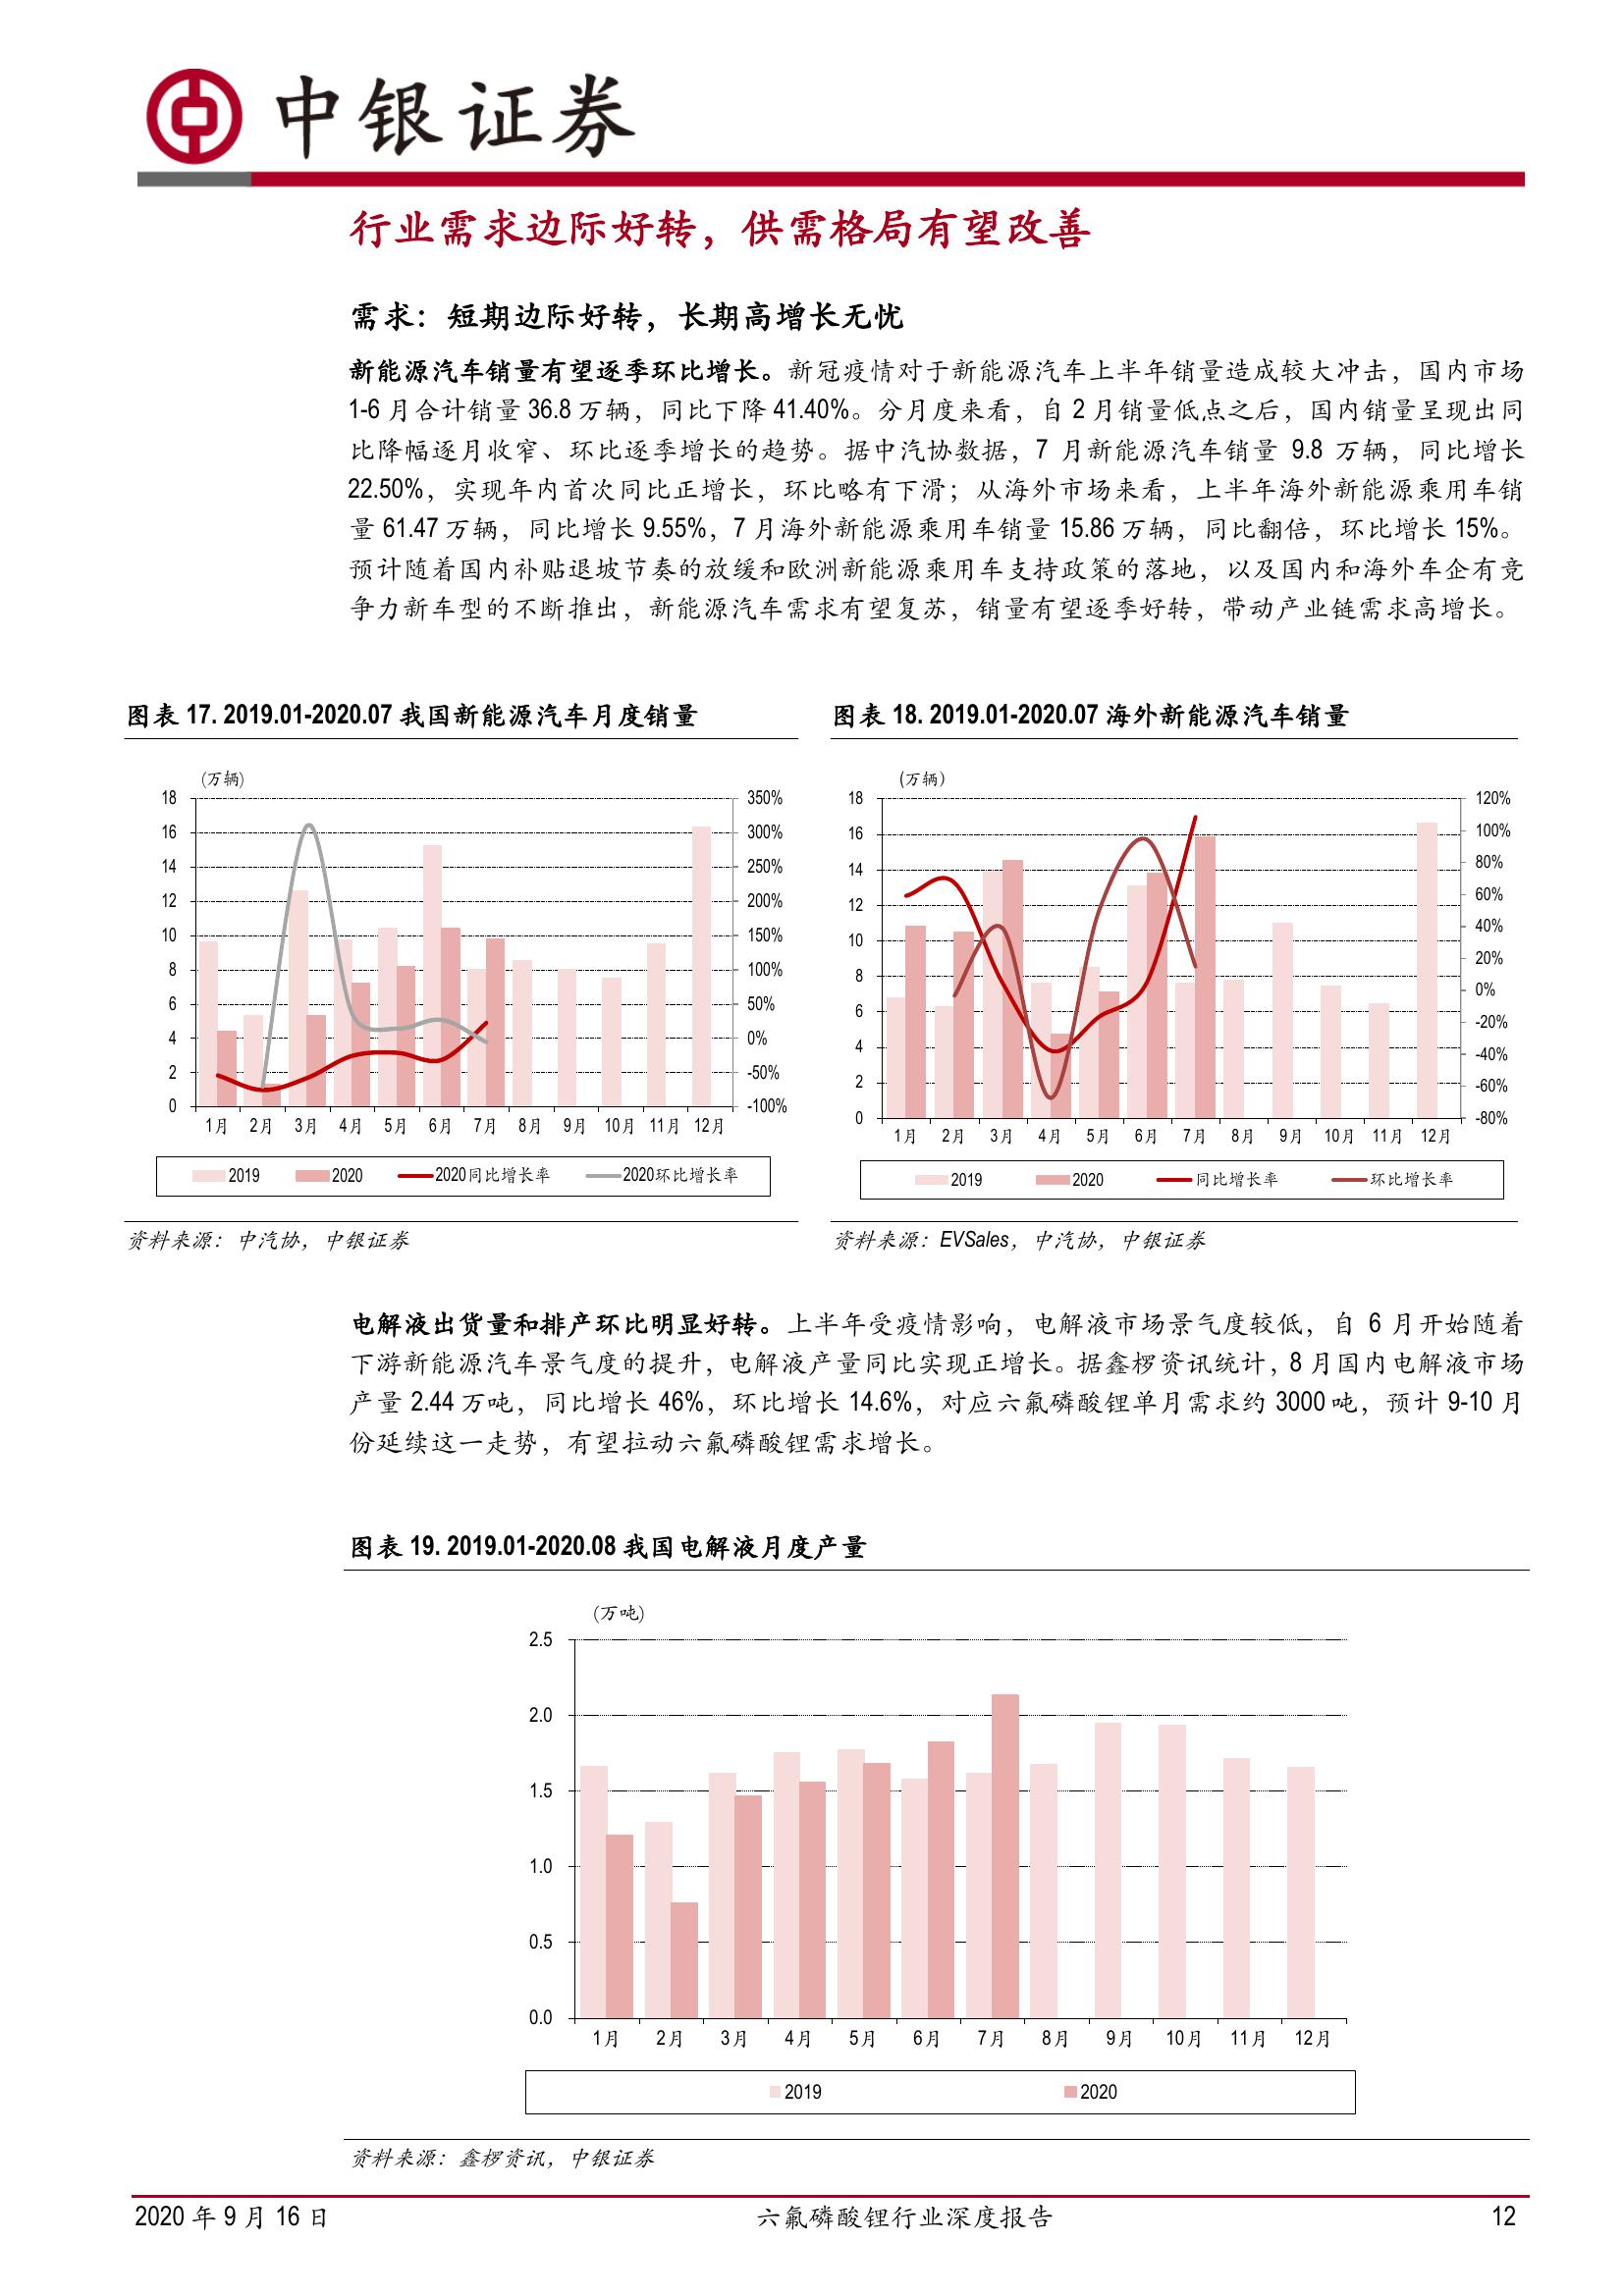 中银证券
行业需求边际好转，供需格局有望改善
需求：短期边际好转，长期高增长无忧
新能源汽车销量有望逐季环比增长。新冠疫情对于新能源汽车上半年销量造成较大冲击，国内市场
1-6 月合计销量 36.8 万辆，同比下降 41.40%。分月度来看，自 2 月销量低点之后，国内销量呈现出同
比降幅逐月收窄、环比逐季增长的趋势。据中汽协数据，7 月新能源汽车销量 9.8 万辆，同比增长
22.50%，实现年内首次同比正增长，环比略有下滑；从海外市场来看，上半年海外新能源乘用车销
量 61.47 万辆，同比增长 9.55%，7 月海外新能源乘用车销量 15.86 万辆，同比翻倍，环比增长 15%。
预计随着国内补贴退坡节奏的放缓和欧洲新能源乘用车支持政策的落地，以及国内和海外车企有竞
争力新车型的不断推出，新能源汽车需求有望复苏，销量有望逐季好转，带动产业链需求高增长。
图表 17. 2019.01-2020.07 我国新能源汽车月度销量
(万辆)
18
16
14
12
10
8
6
4
2
0
350%
300%
250%
200%
150%
100%
50%
0%
-50%
-100%
1月 2月 3月 4月 5月 6月 7月 8月 9月 10月 11月 12月
2019 2020 2020同比增长率 2020环比增长率
资料来源：中汽协，中银证券
图表 18. 2019.01-2020.07 海外新能源汽车销量
(万辆)
18
16
14
12
10
8
6
4
2
0
120%
100%
80%
60%
40%
20%
0%
-20%
-40%
-60%
-80%
1月 2月 3月 4月 5月 6月 7月 8月 9月 10月 11月 12月
2019 2020 同比增长率 环比增长率
资料来源：EVSales，中汽协，中银证券
电解液出货量和排产环比明显好转。上半年受疫情影响，电解液市场景气度较低，自 6 月开始随着
下游新能源汽车景气度的提升，电解液产量同比实现正增长。据鑫椤资讯统计，8 月国内电解液市场
产量 2.44 万吨，同比增长 46%，环比增长 14.6%，对应六氟磷酸锂单月需求约 3000 吨，预计 9-10 月
份延续这一走势，有望拉动六氟磷酸锂需求增长。
图表 19. 2019.01-2020.08 我国电解液月度产量
(万吨)
2.5
2.0
1.5
1.0
0.5
0.0
1月 2月 3月 4月 5月 6月 7月 8月 9月 10月 11月 12月
2019 2020
资料来源：鑫椤资讯，中银证券
2020 年 9 月 16 日 六氟磷酸锂行业深度报告 12